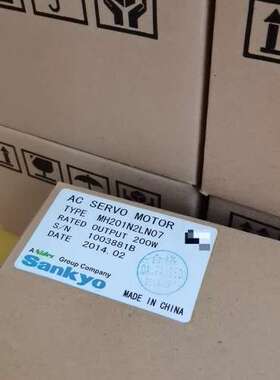 AC SERVO MOTOR
TYPE MH201N2LN07
RATED OUTPUT 200W
S/N 1003881B
DATE 2014.02
A Nidec Group Company
Sankyo
MADE IN CHINA